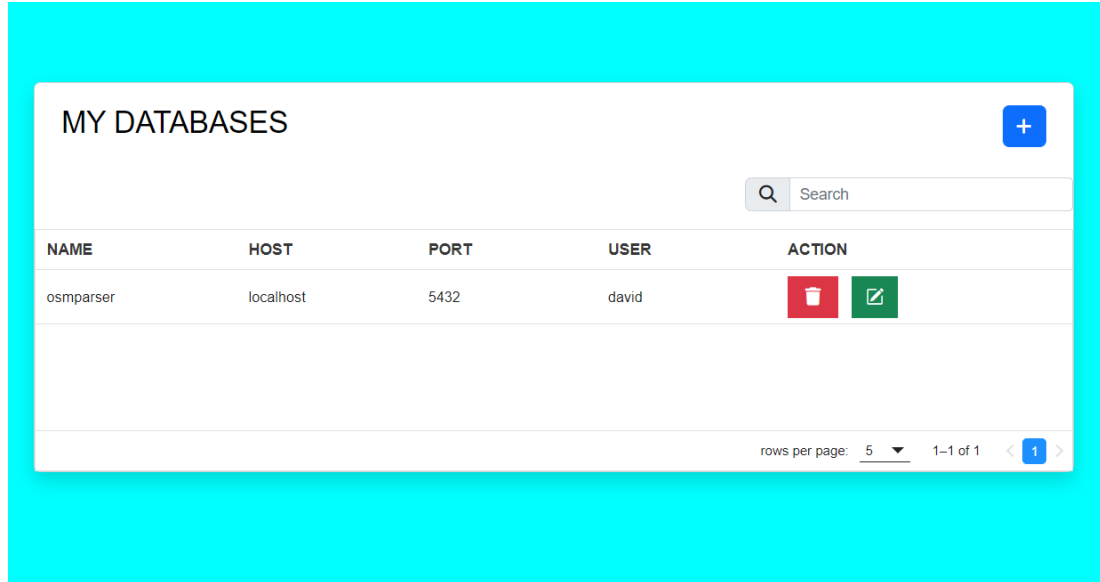 MY DATABASES
+
Search
NAME HOST PORT USER ACTION
osmparser localhost 5432 david
rows per page: 5 1–1 of 1 < 1 >